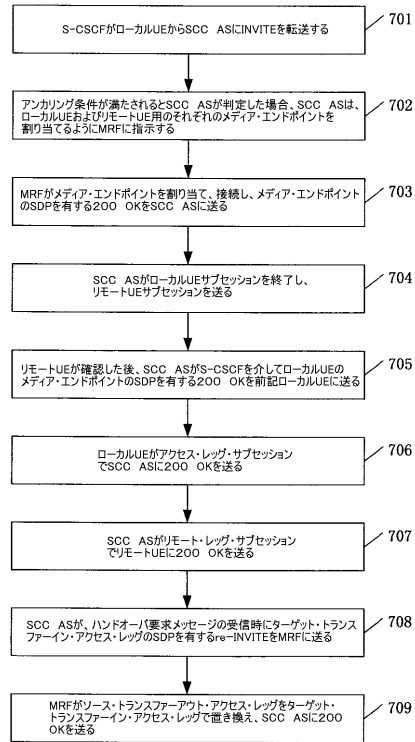 S-CSCFがローカルUEからSCC ASにINVITEを転送する
701
アンカリング条件が満たされるとSCC ASが判定した場合、SCC ASは、
ローカルUEおよびリモートUE用のそれぞれのメディア・エンドポイントを
割り当てるようにMRFに指示する
702
MRFがメディア・エンドポイントを割り当て、接続し、メディア・エンドポイント
のSDPを有する200 OKをSCC ASに送る
703
SCC ASがローカルUEサブセッションを終了し、
リモートUEサブセッションを送る
704
リモートUEが確認した後、SCC ASがS-CSCFを介してローカルUEの
メディア・エンドポイントのSDPを有する200 OKを前記ローカルUEに送る
705
ローカルUEがアクセス・レッグ・サブセッション
でSCC ASに200 OKを送る
706
SCC ASがリモート・レッグ・サブセッション
でリモートUEに200 OKを送る
707
SCC ASが、ハンドオーバ要求メッセージの受信時にターゲット・トランス
ファーイン・アクセス・レッグのSDPを有するre-INVITEをMRFに送る
708
MRFがソース・トランスファーアウト・アクセス・レッグをターゲット・
トランスファーイン・アクセス・レッグで置き換え、SCC ASに200
OKを送る
709